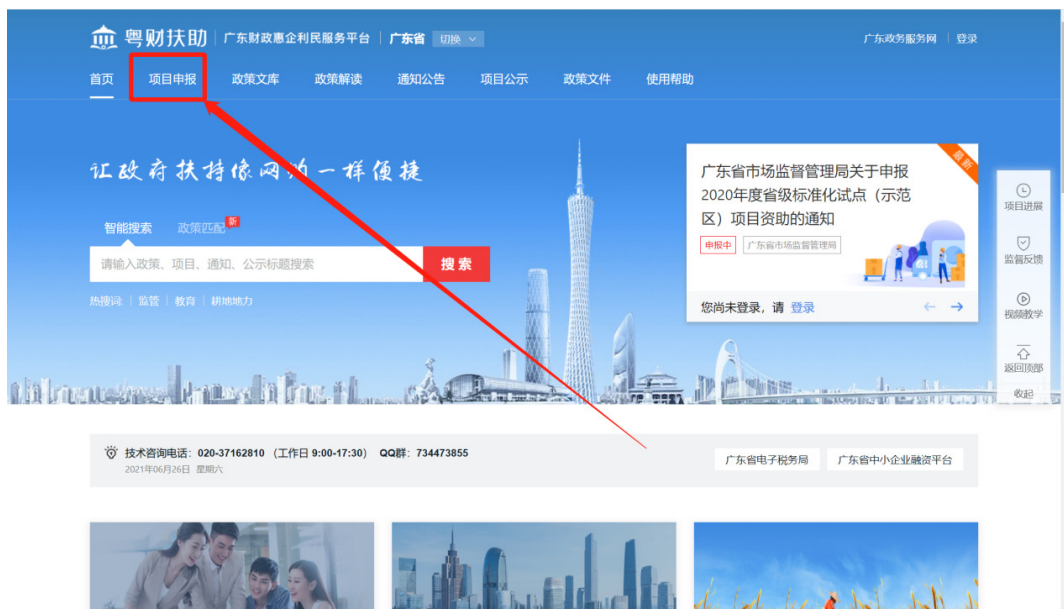 粤财扶助 广东财政惠企利民服务平台 广东省 切换
广东政务服务网 登录
首页 项目申报 政策文库 政策解读 通知公告 项目公示 政策文件 使用帮助
让政府扶持像网购一样便捷
智能搜索 政策匹配 新
请输入政策、项目、通知、公示标题搜索 搜索
热搜词: 监管 教育 耕地地力
最新
广东省市场监督管理局关于申报
2020年度省级标准化试点（示范
区）项目资助的通知
申报中 广东省市场监督管理局
您尚未登录，请 登录
项目进展
监督反馈
视频教学
返回顶部
收起
技术咨询电话：020-37162810 （工作日 9:00-17:30） QQ群：734473855
2021年06月26日 星期六
广东省电子税务局 广东省中小企业融资平台